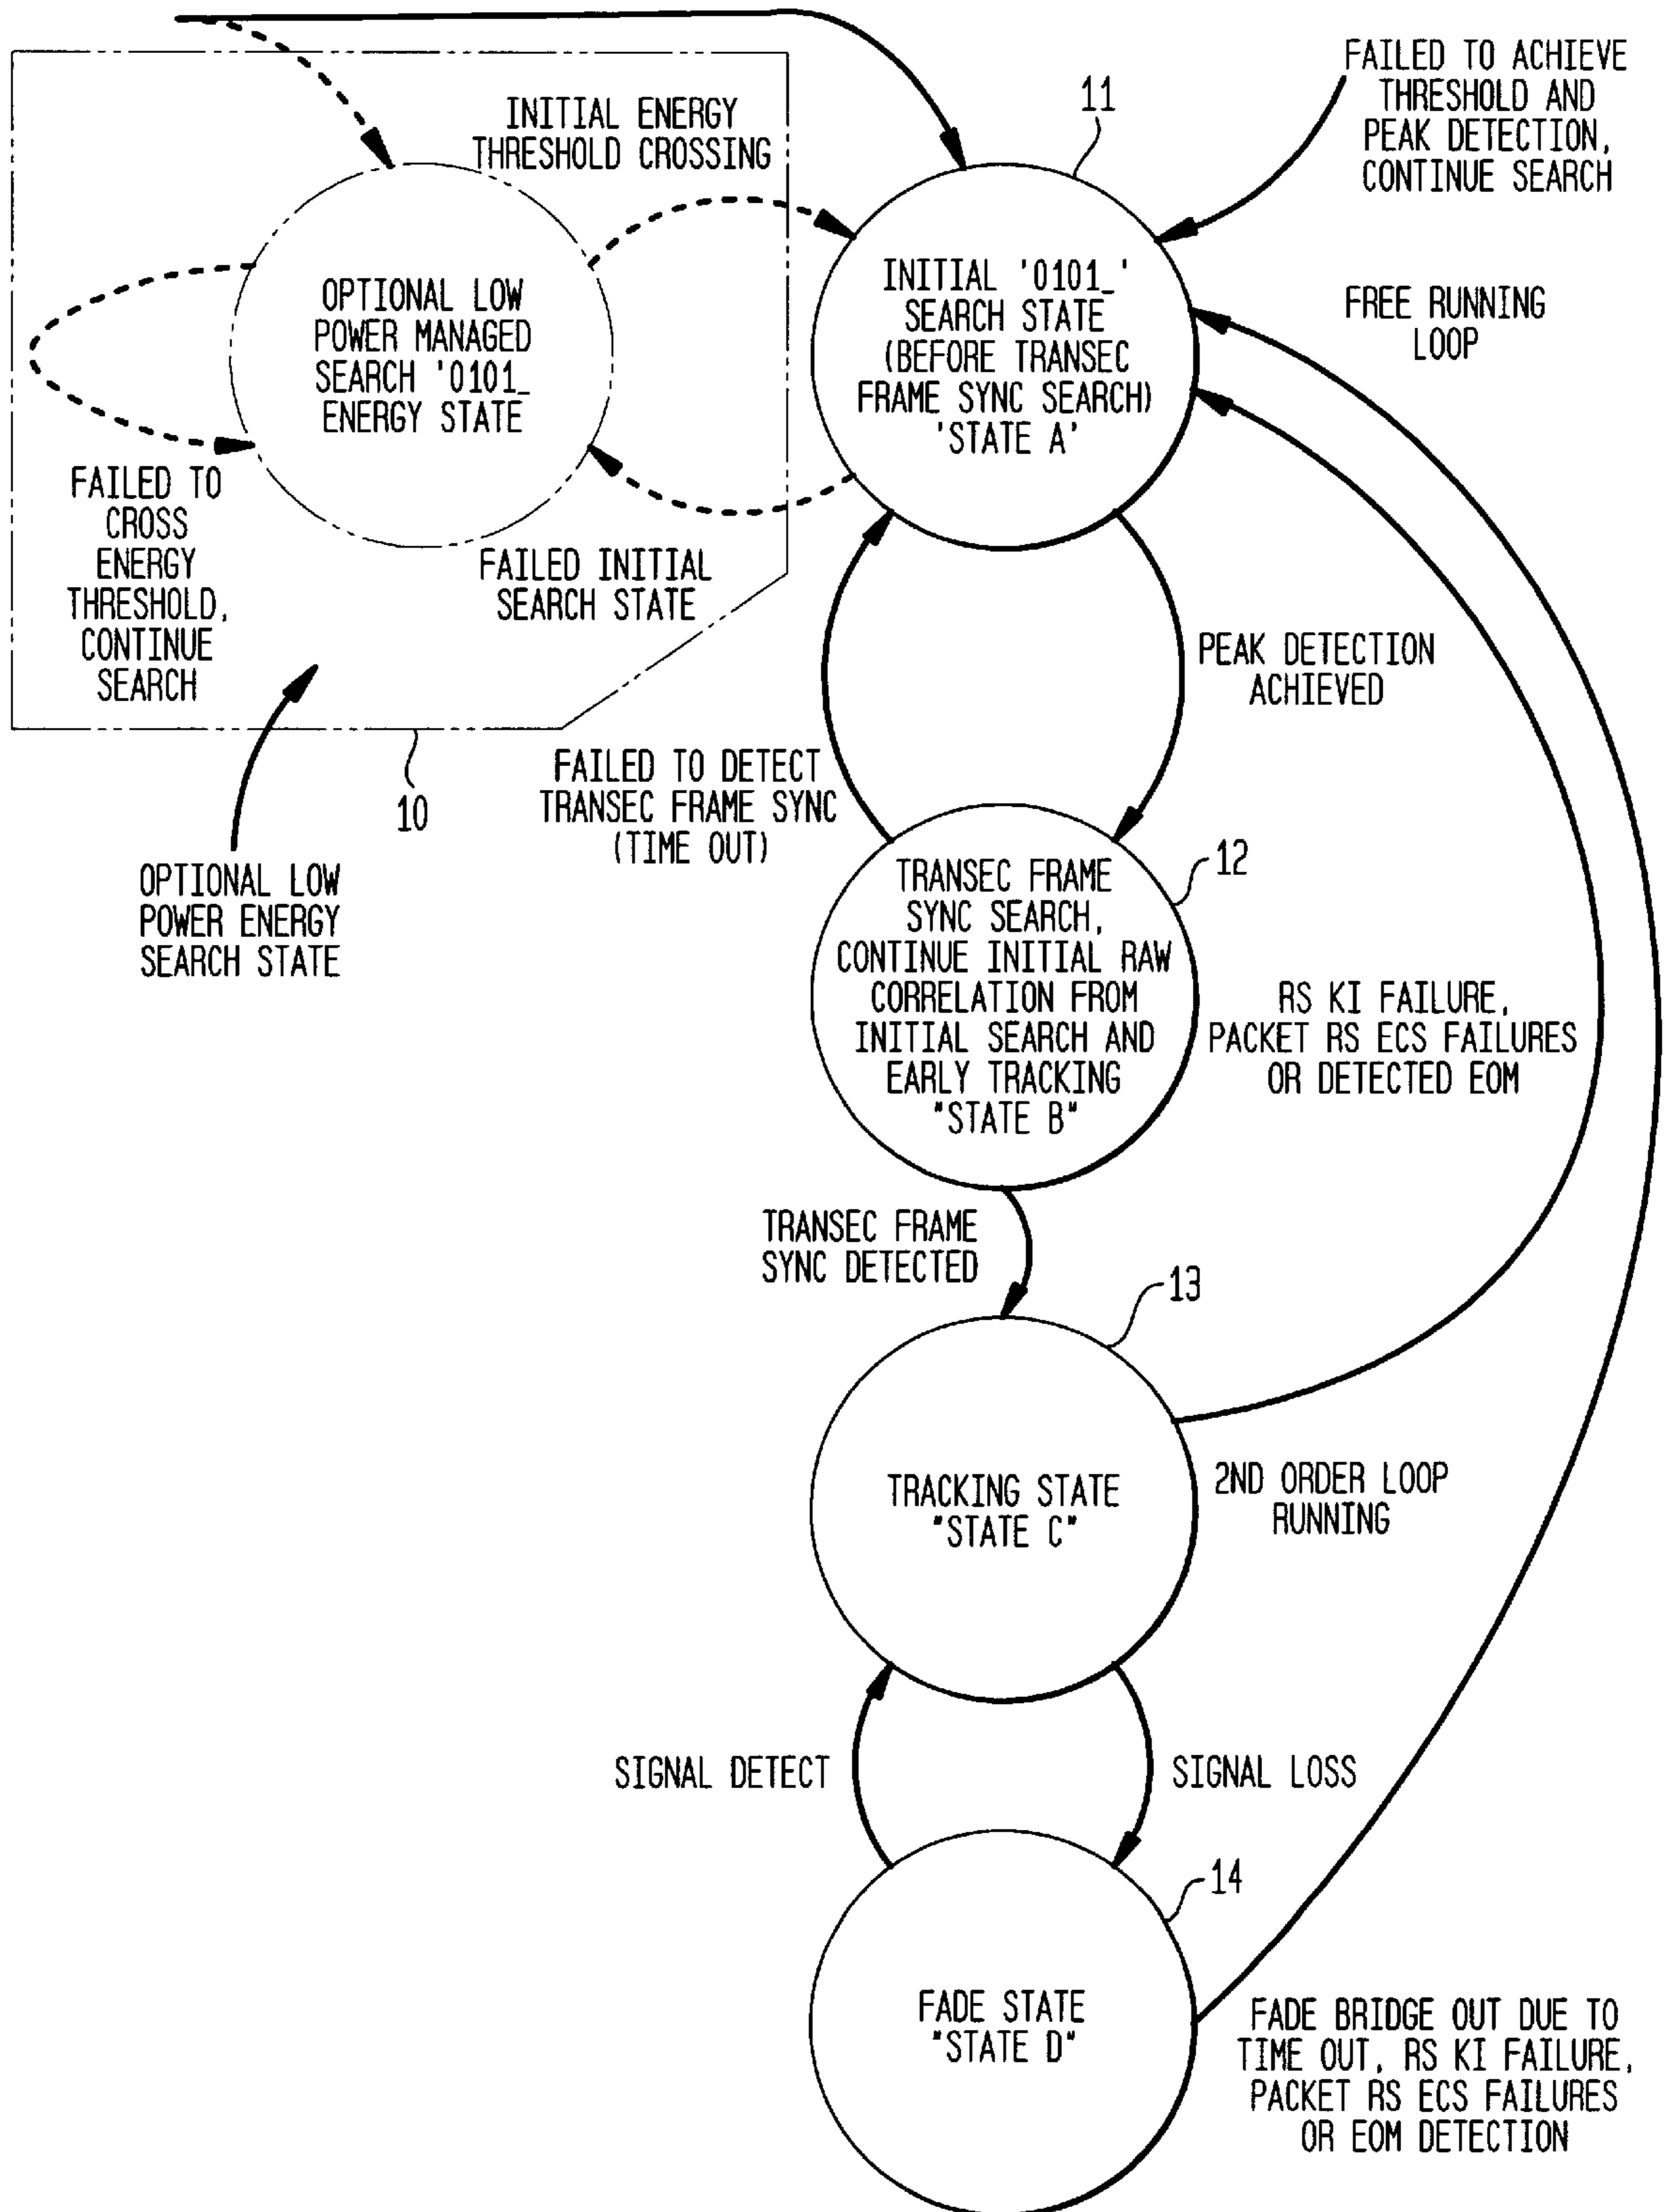 INITIAL ENERGY
THRESHOLD CROSSING
11
FAILED TO ACHIEVE
THRESHOLD AND
PEAK DETECTION,
CONTINUE SEARCH
OPTIONAL LOW
POWER MANAGED
SEARCH '0101_
ENERGY STATE
INITIAL '0101_'
SEARCH STATE
(BEFORE TRANSEC
FRAME SYNC SEARCH)
'STATE A'
FREE RUNNING
LOOP
FAILED TO
CROSS
ENERGY
THRESHOLD,
CONTINUE
SEARCH
FAILED INITIAL
SEARCH STATE
PEAK DETECTION
ACHIEVED
FAILED TO DETECT
TRANSEC FRAME SYNC
(TIME OUT)
10
OPTIONAL LOW
POWER ENERGY
SEARCH STATE
12
TRANSEC FRAME
SYNC SEARCH,
CONTINUE INITIAL RAW
CORRELATION FROM
INITIAL SEARCH AND
EARLY TRACKING
"STATE B"
RS KI FAILURE,
PACKET RS ECS FAILURES
OR DETECTED EOM
TRANSEC FRAME
SYNC DETECTED
13
TRACKING STATE
"STATE C"
2ND ORDER LOOP
RUNNING
SIGNAL DETECT
SIGNAL LOSS
14
FADE STATE
"STATE D"
FADE BRIDGE OUT DUE TO
TIME OUT, RS KI FAILURE,
PACKET RS ECS FAILURES
OR EOM DETECTION